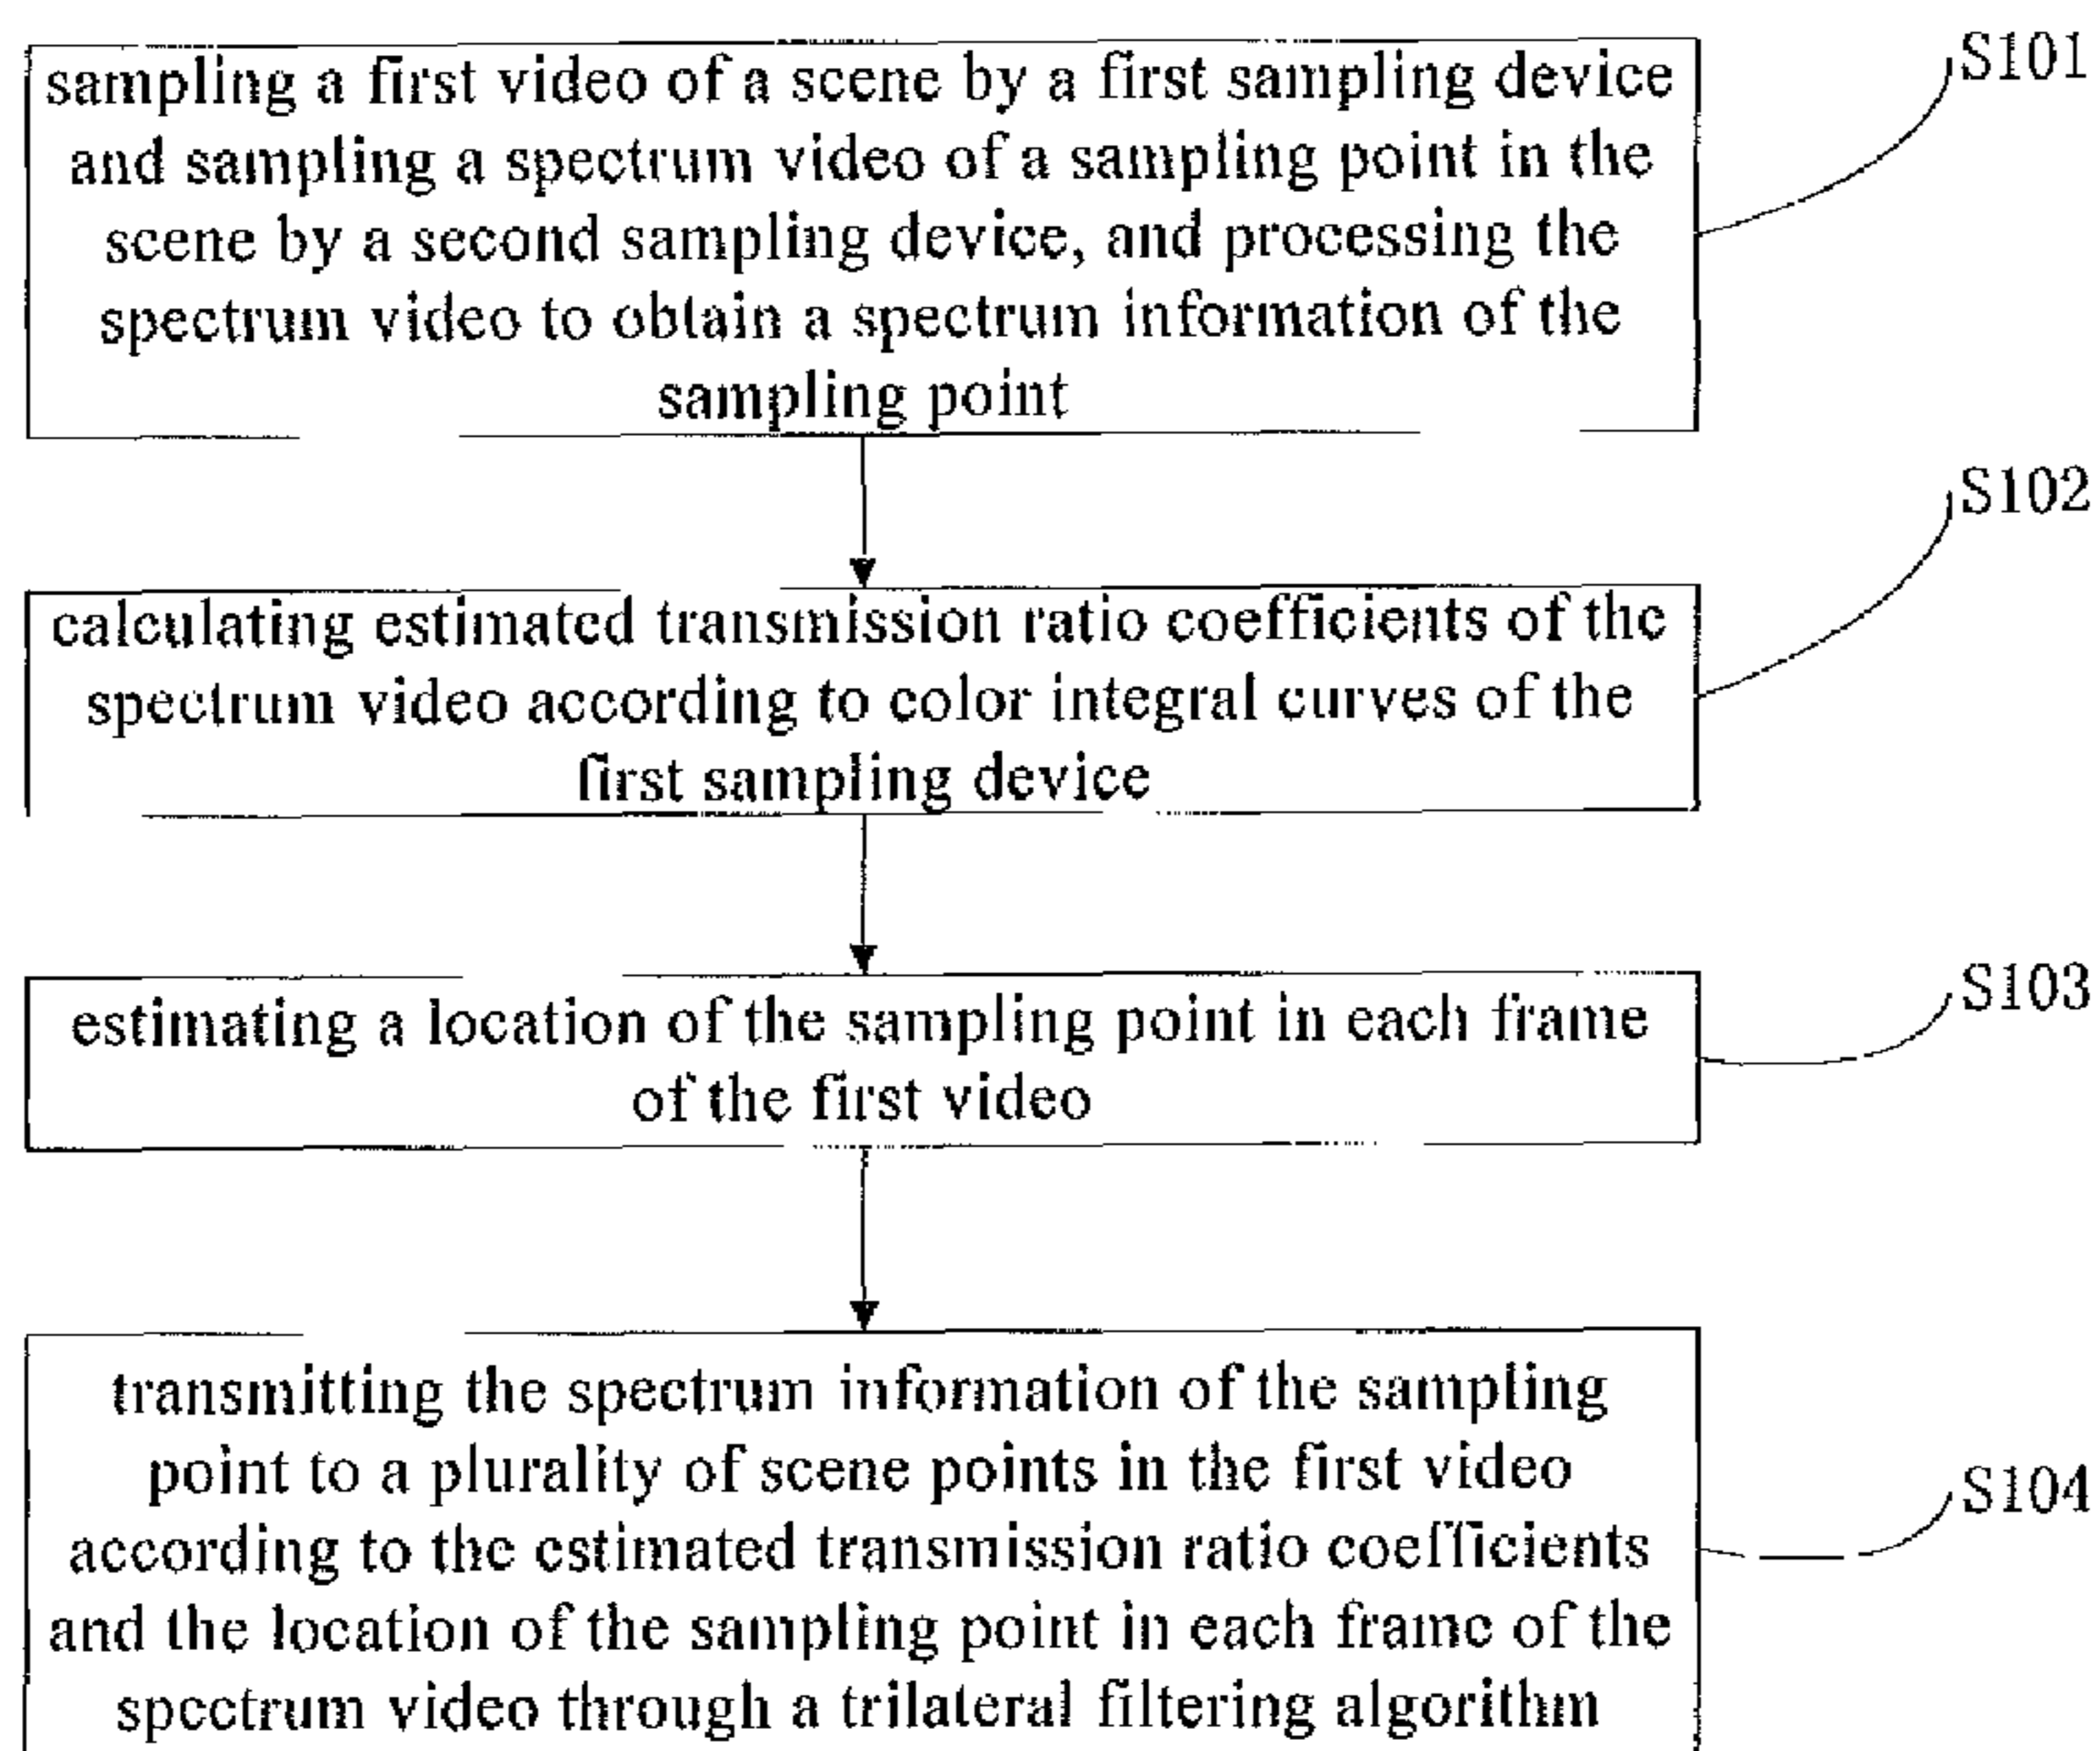 sampling a first video of a scene by a first sampling device
and sampling a spectrum video of a sampling point in the
scene by a second sampling device, and processing the
spectrum video to obtain a spectrum information of the
sampling point
S101
calculating estimated transmission ratio coefficients of the
spectrum video according to color integral curves of the
first sampling device
S102
estimating a location of the sampling point in each frame
of the first video
S103
transmitting the spectrum information of the sampling
point to a plurality of scene points in the first video
according to the estimated transmission ratio coefficients
and the location of the sampling point in each frame of the
spectrum video through a trilateral filtering algorithm
S104